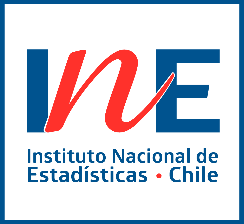 INE
Instituto Nacional de
Estadísticas • Chile